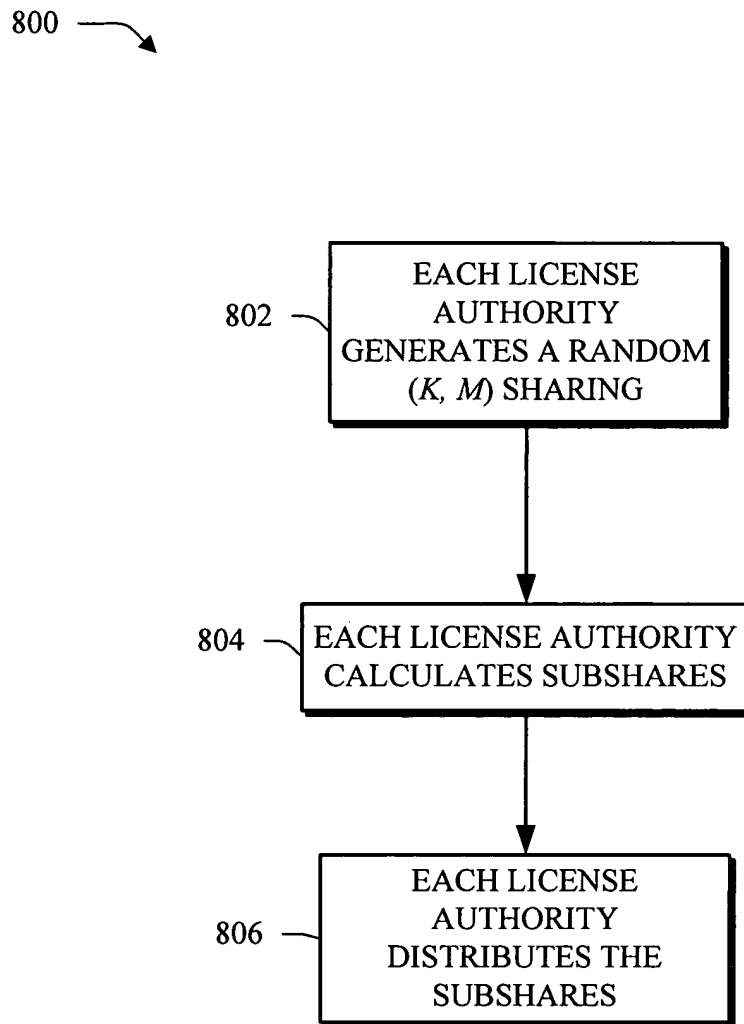 800
802
EACH LICENSE
AUTHORITY
GENERATES A RANDOM
(K, M) SHARING
804
EACH LICENSE AUTHORITY
CALCULATES SUBSHARES
806
EACH LICENSE
AUTHORITY
DISTRIBUTES THE
SUBSHARES